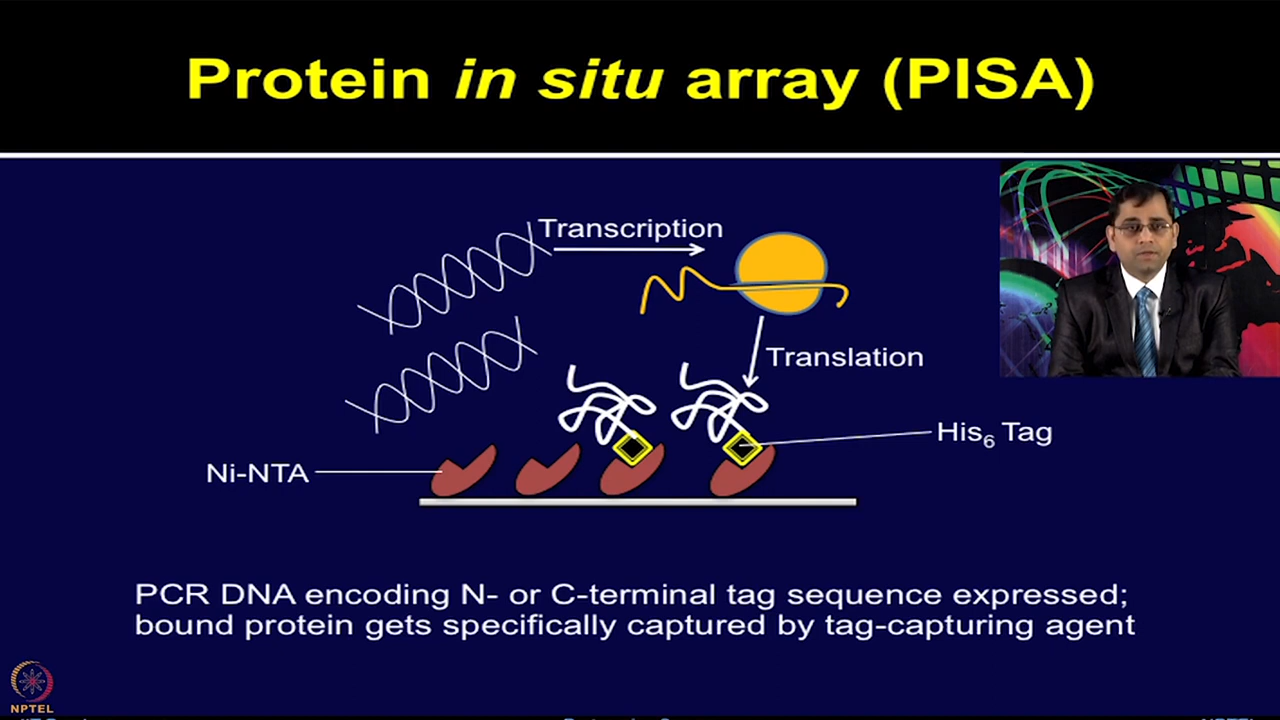 Protein in situ array (PISA)
Transcription
Translation
His₆ Tag
Ni-NTA
PCR DNA encoding N- or C-terminal tag sequence expressed;
bound protein gets specifically captured by tag-capturing agent
NPTEL